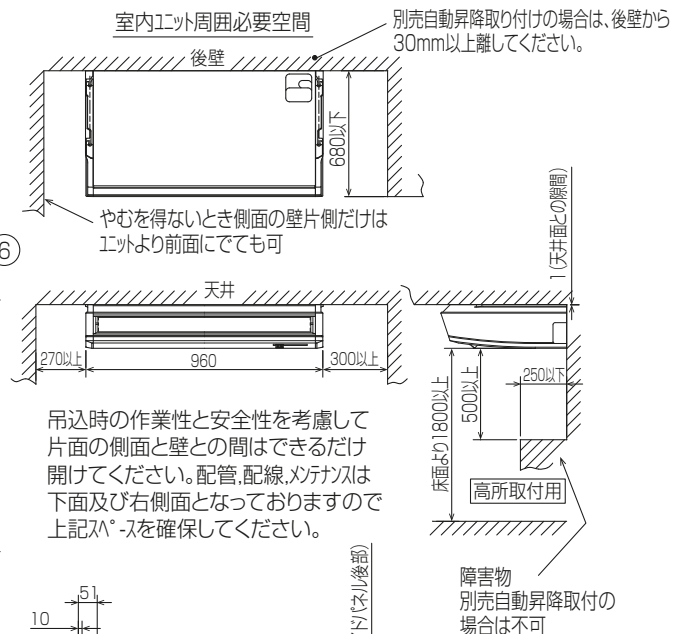 室内ユニット周囲必要空間
別売自動昇降取り付けの場合は、後壁から
30mm以上離してください。
後壁
680以下
やむを得ないとき側面の壁片側だけは
ユニットより前面にでても可
6
1(天井面との隙間)
天井
270以上
960
300以上
床面より1800以上
500以上
250以下
高所取付用
吊込時の作業性と安全性を考慮して
片面の側面と壁との間はできるだけ
開けてください。配管,配線,メンテナンスは
下面及び右側面となっておりますので
上記スペースを確保してください。
障害物
別売自動昇降取付の
場合は不可
51
10
ドパネル後部)